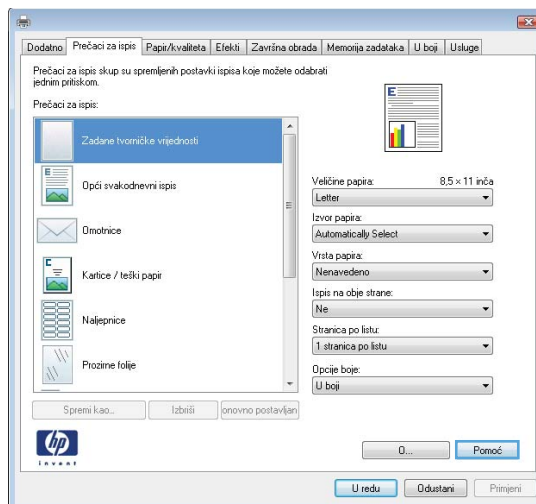 Dodatno Prečaci za ispis Papir/kvaliteta Efekti Završna obrada Memorija zadataka U boji Usluge
Prečaci za ispis skup su spremljenih postavki ispisa koje možete odabrati
jednim pritiskom.
Prečaci za ispis:
Zadane tvorničke vrijednosti
Opći svakodnevni ispis
Omotnice
Kartice / teški papir
Naljepnice
Prozirne folije
Spremi kao... Izbriši onovno postavljan
E
Veličine papira: 8,5 × 11 inča
Letter
Izvor papira:
Automatically Select
Vrsta papira:
Nenavedeno
Ispis na obje strane:
Ne
Stranica po listu:
1 stranica po listu
Opcije boje:
U boji
hp
invent
O... Pomoć
U redu Odustani Primijeni